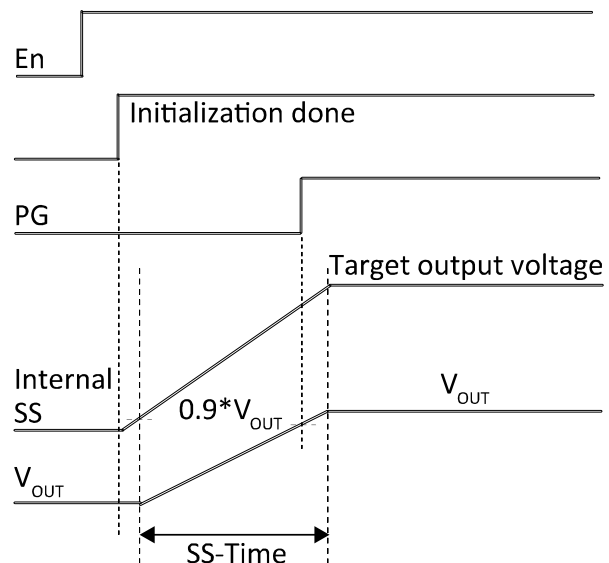 En
Initialization done
PG
Target output voltage
Internal
SS
0.9*VOUT
VOUT
VOUT
SS-Time